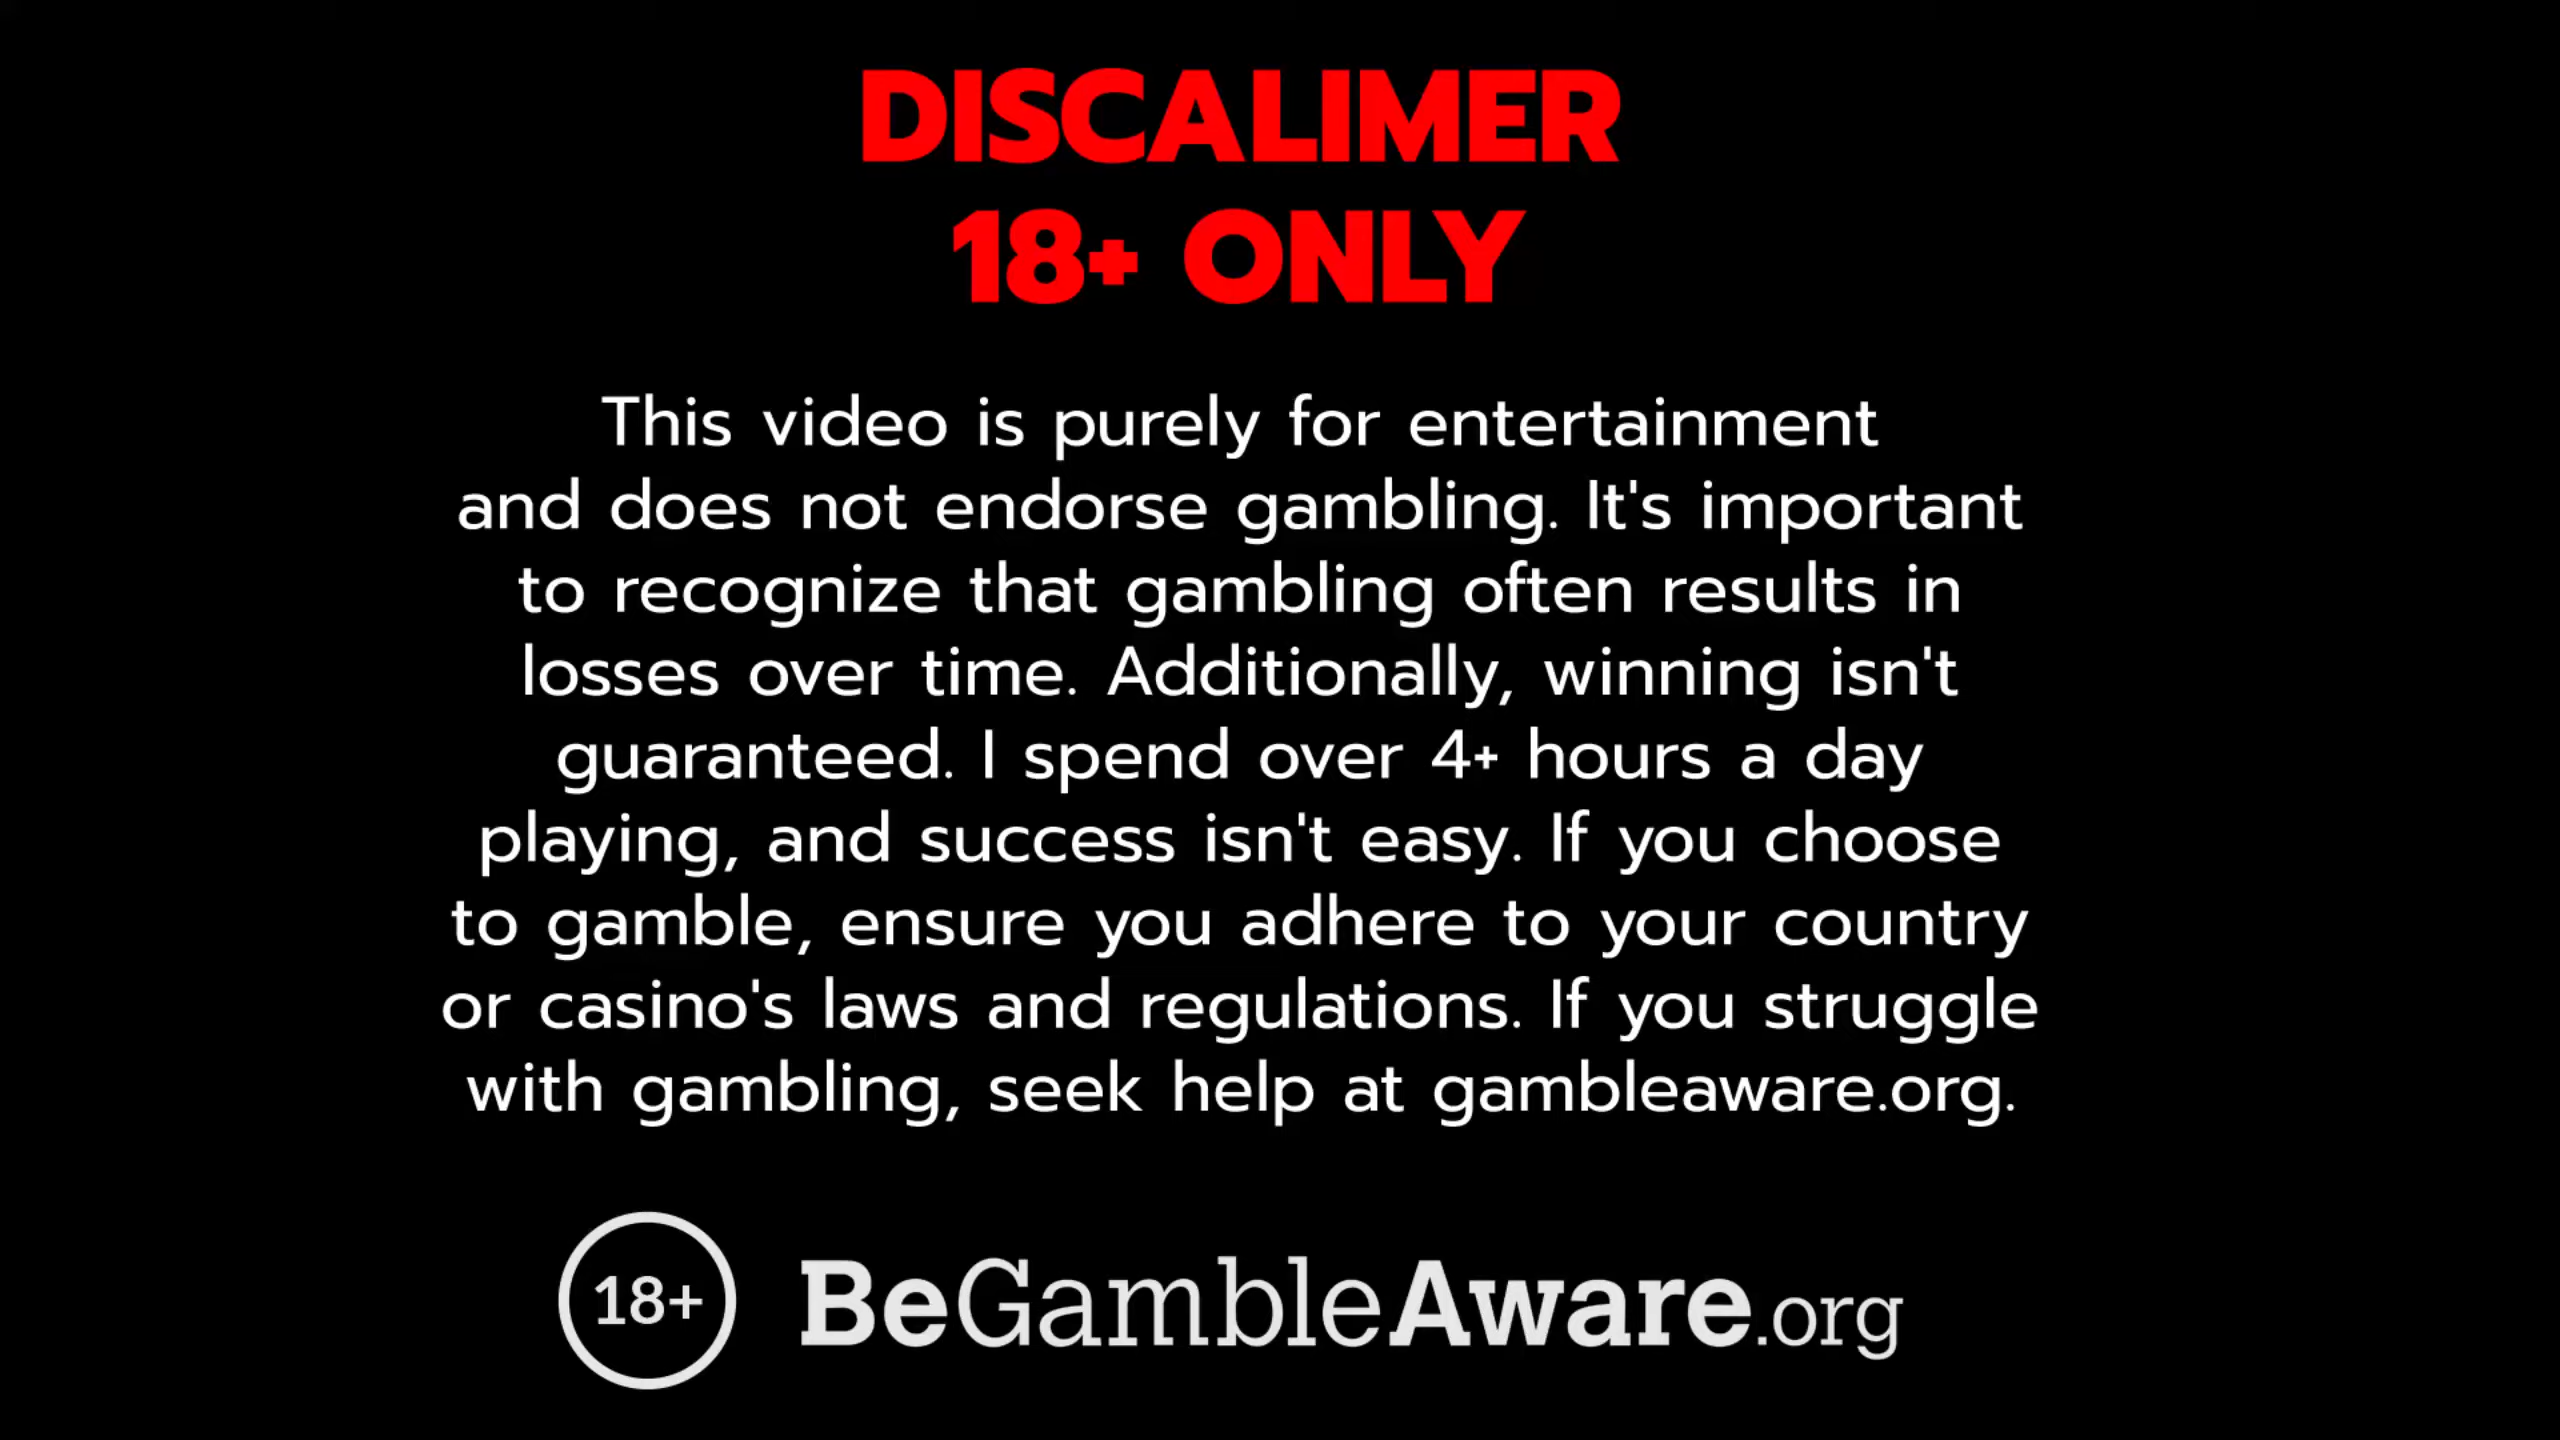 DISCALIMER
18+ ONLY
This video is purely for entertainment
and does not endorse gambling. It's important
to recognize that gambling often results in
losses over time. Additionally, winning isn't
guaranteed. I spend over 4+ hours a day
playing, and success isn't easy. If you choose
to gamble, ensure you adhere to your country
or casino's laws and regulations. If you struggle
with gambling, seek help at gambleaware.org.
18+ BeGambleAware.org